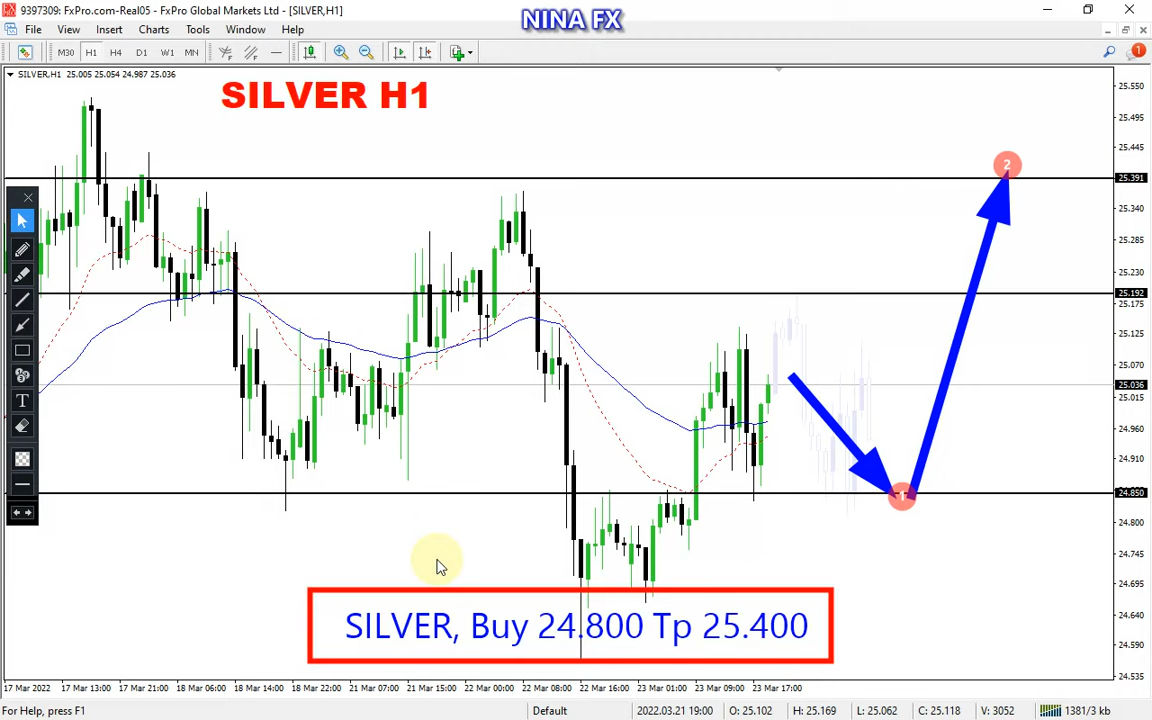 9397309: FxPro.com-Real05 - FxPro Global Markets Ltd - [SILVER,H1]
NINA FX
File View Insert Charts Tools Window Help
1
M30 H1 H4 D1 W1 MN
SILVER,H1 25.005 25.054 24.987 25.036
SILVER H1
25.550
25.495
25.445
2
25.391
25.340
25.285
25.230
25.192
25.175
25.125
25.070
25.036
25.015
24.960
24.910
1
24.850
24.800
24.745
24.695
24.640
24.590
24.535
T
SILVER, Buy 24.800 Tp 25.400
17 Mar 2022 17 Mar 13:00 17 Mar 21:00 18 Mar 06:00 18 Mar 14:00 18 Mar 22:00 21 Mar 07:00 21 Mar 15:00 22 Mar 00:00 22 Mar 08:00 22 Mar 16:00 23 Mar 01:00 23 Mar 09:00 23 Mar 17:00
For Help, press F1 Default 2022.03.21 19:00 O: 25.102 H: 25.169 L: 25.062 C: 25.118 V: 3052 1381/3 kb